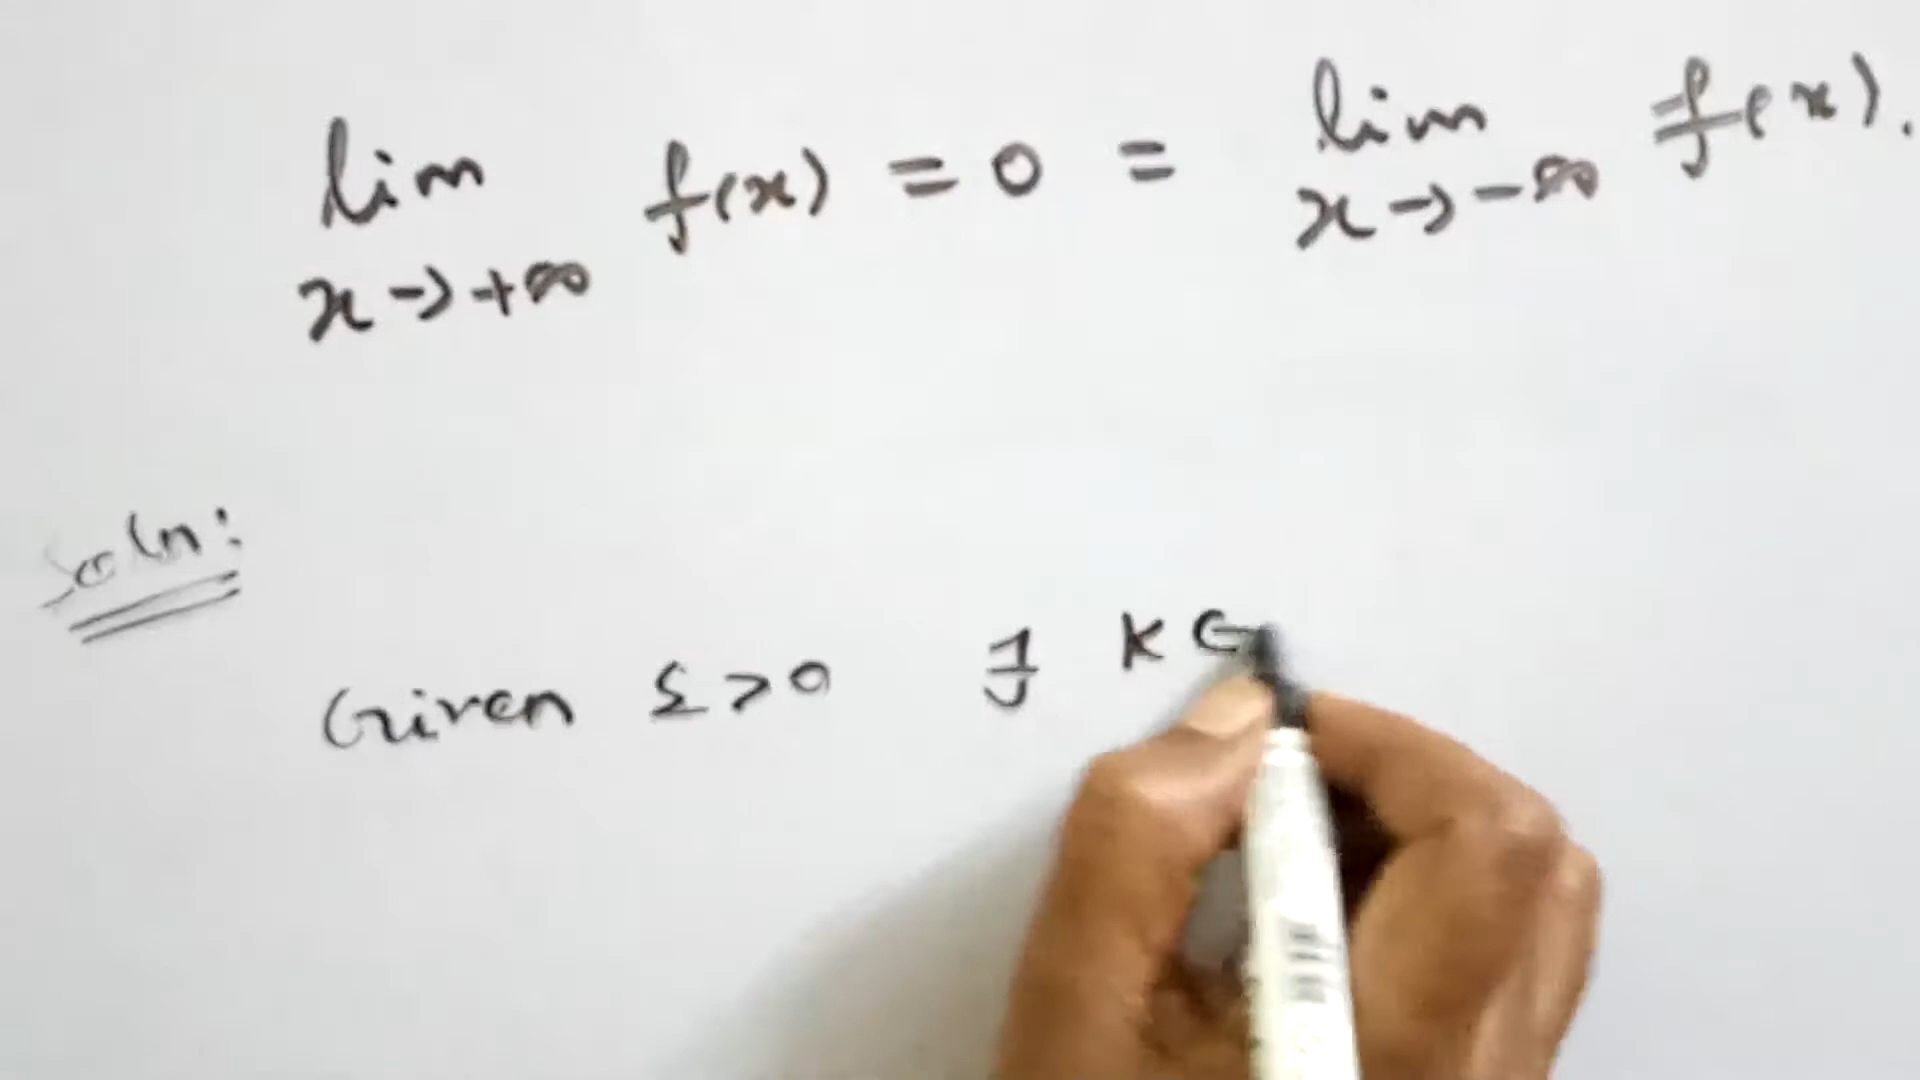 lim f(x) = 0 = lim f(x).
x→+∞ x→-∞
Soln:
Given ε>0 ∃ K ∈